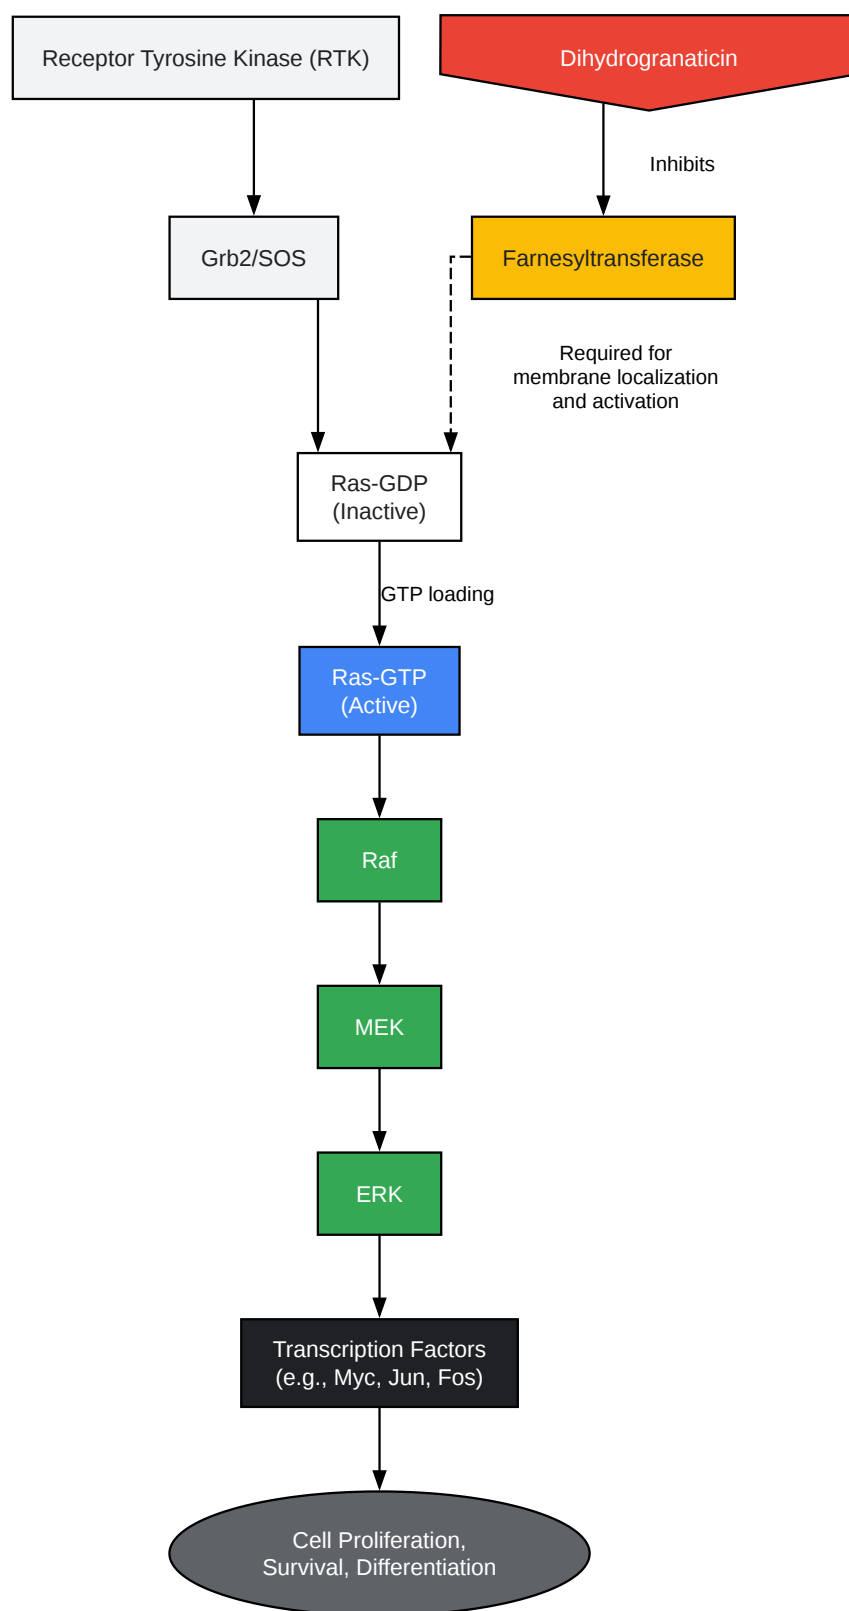 Receptor Tyrosine Kinase (RTK)
Dihydrogranaticin
Inhibits
Grb2/SOS
Farnesyltransferase
Required for
membrane localization
and activation
Ras-GDP
(Inactive)
GTP loading
Ras-GTP
(Active)
Raf
MEK
ERK
Transcription Factors
(e.g., Myc, Jun, Fos)
Cell Proliferation,
Survival, Differentiation